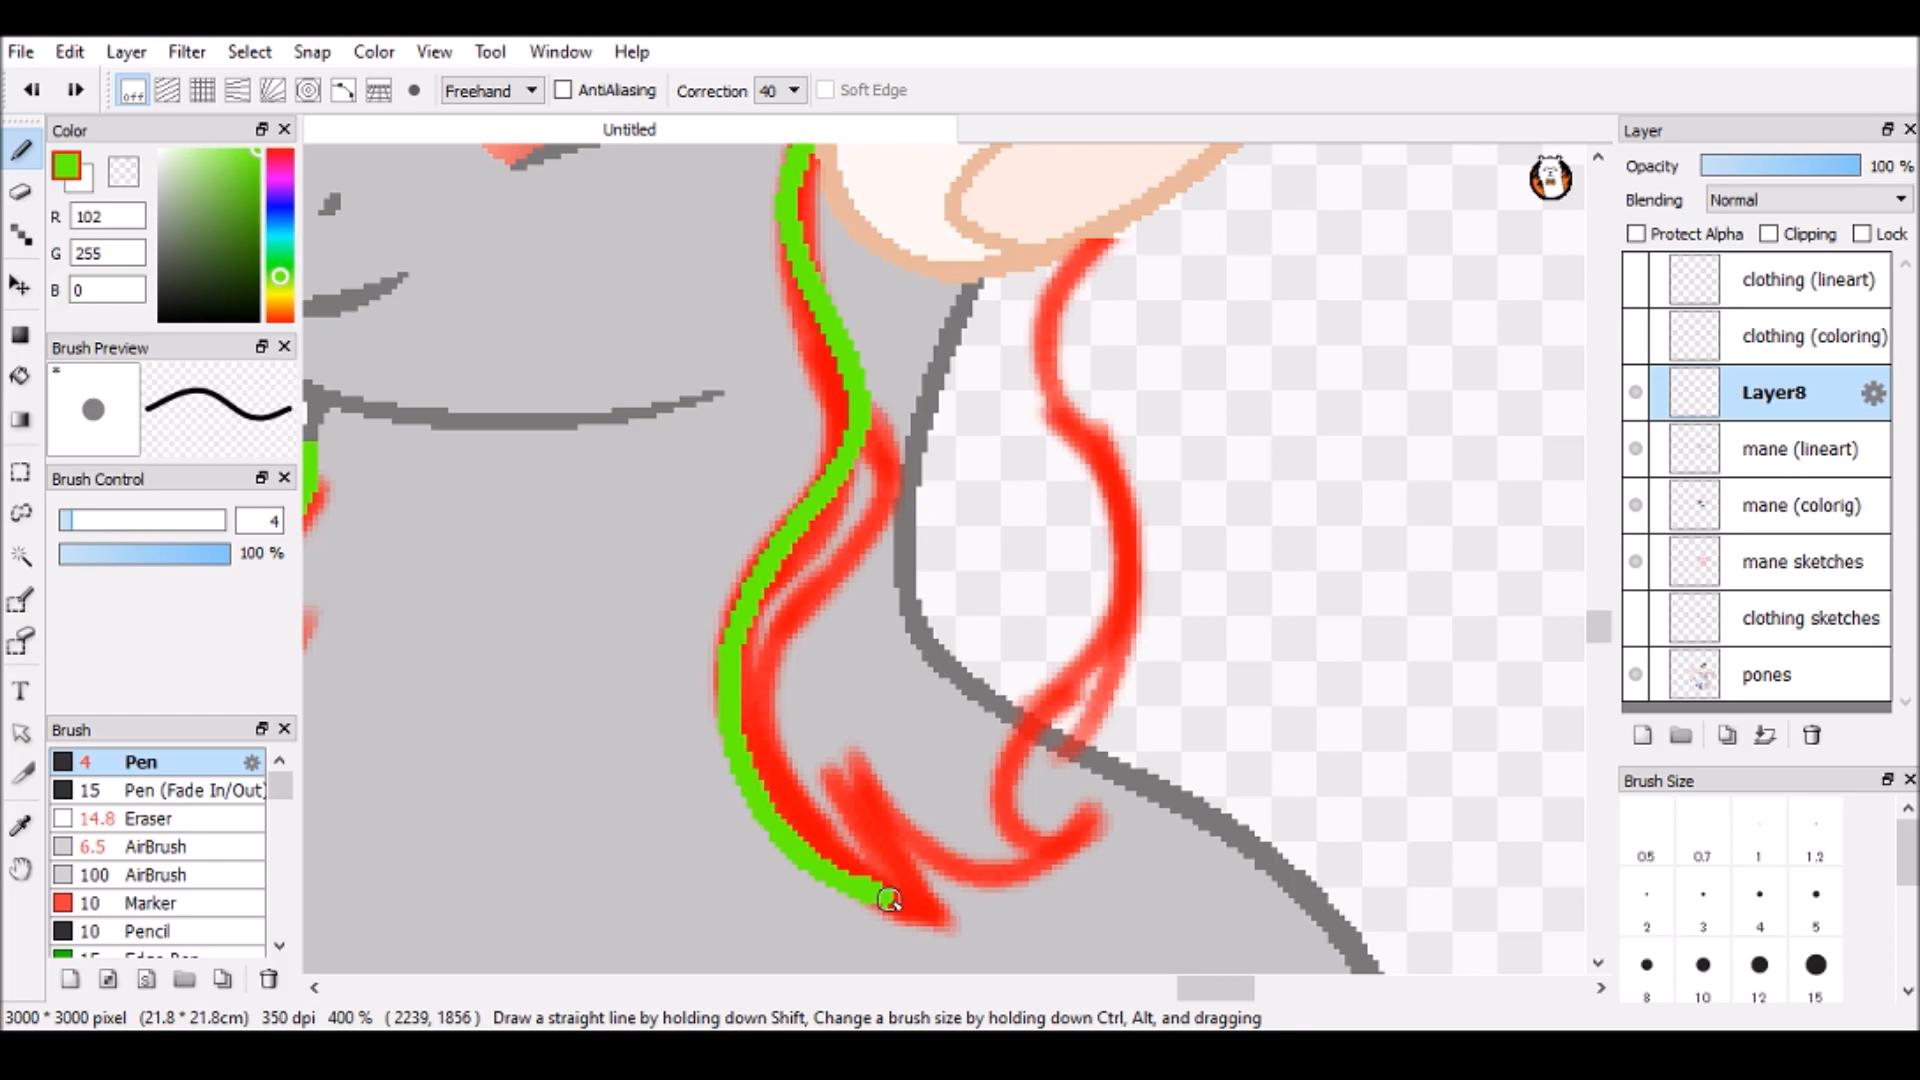 File Edit Layer Filter Select Snap Color View Tool Window Help
off Freehand AntiAliasing Correction 40 Soft Edge
Color
Untitled
Layer
R 102
G 255
B 0
Opacity 100 %
Blending Normal
Protect Alpha Clipping Lock
clothing (lineart)
clothing (coloring)
Layer8
mane (lineart)
mane (colorig)
mane sketches
clothing sketches
pones
Brush Preview
*
Brush Control
4
100 %
Brush
4 Pen
15 Pen (Fade In/Out)
14.8 Eraser
6.5 AirBrush
100 AirBrush
10 Marker
10 Pencil
T
Brush Size
0.5 0.7 1 1.2
2 3 4 5
8 10 12 15
3000 * 3000 pixel (21.8 * 21.8cm) 350 dpi 400 % ( 2239, 1856 ) Draw a straight line by holding down Shift, Change a brush size by holding down Ctrl, Alt, and dragging